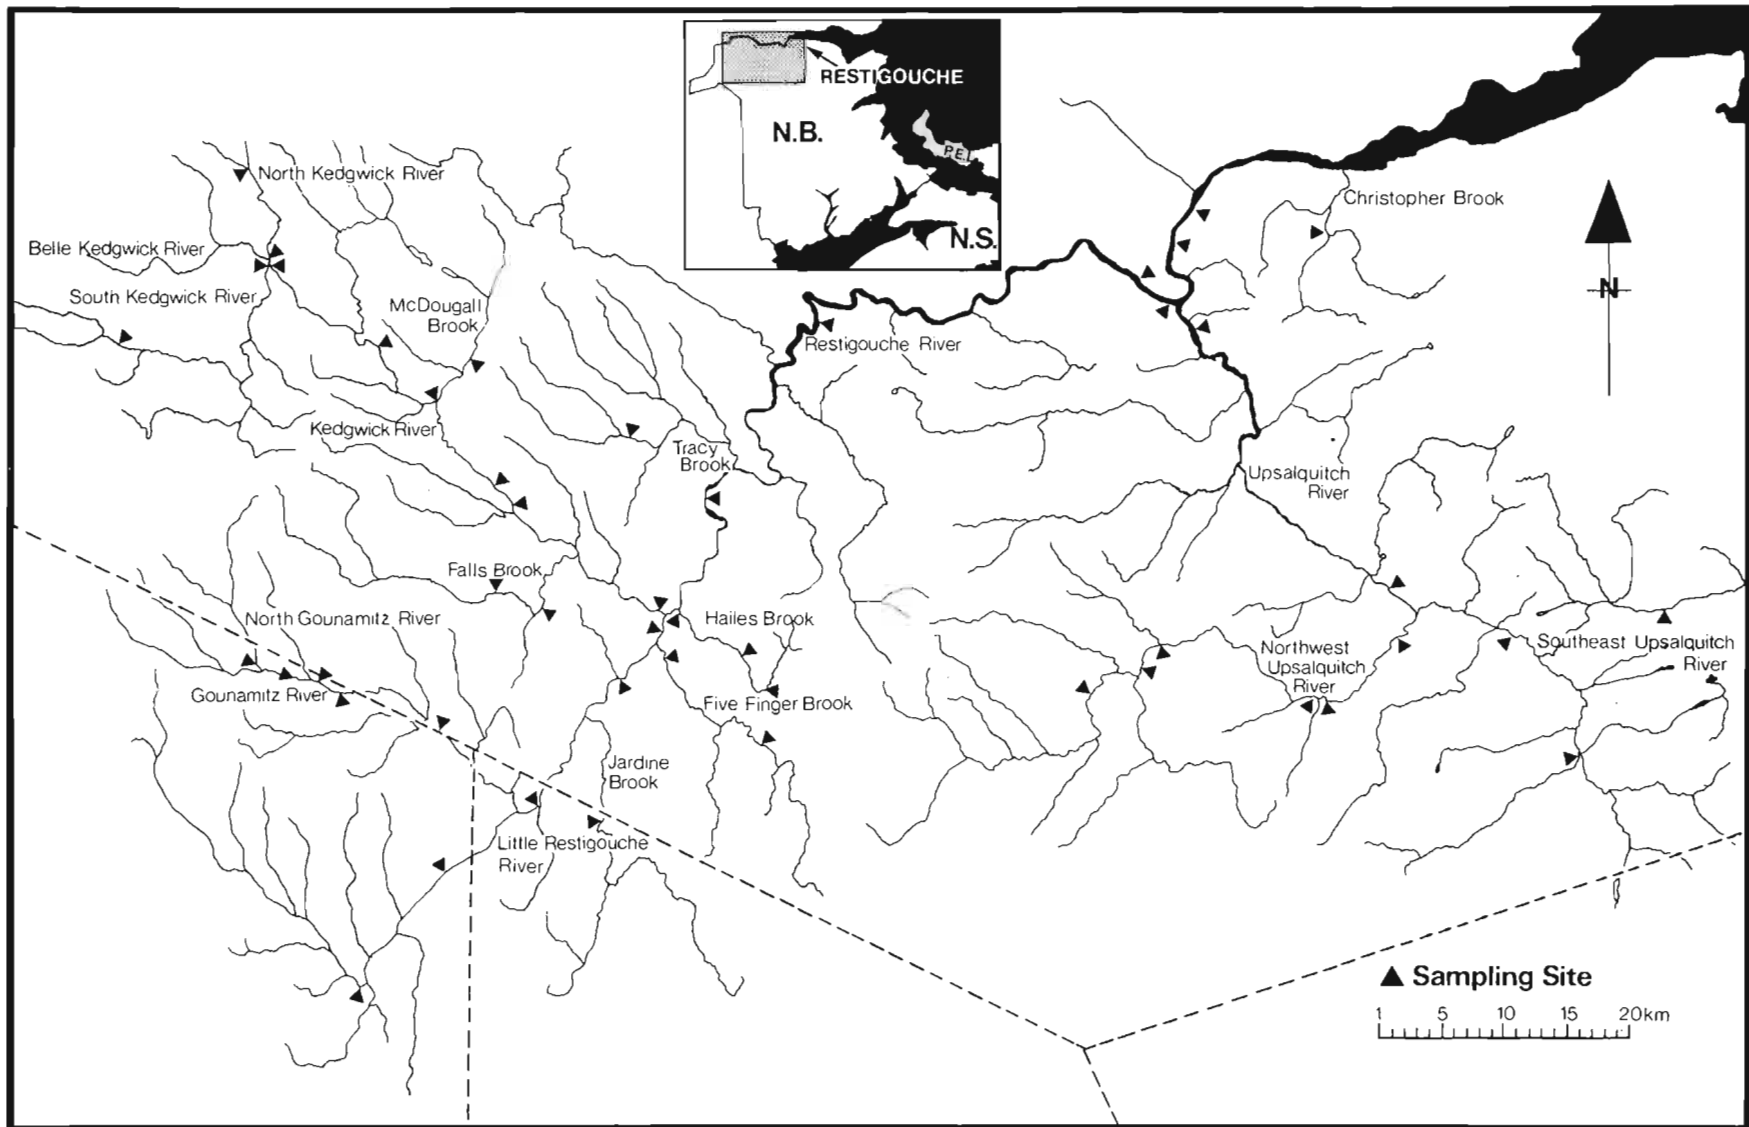 RESTIGOUCHE
N.B.
P.E.I.
N.S.
North Kedgwick River
Christopher Brook
Belle Kedgwick River
South Kedgwick River
McDougall
Brook
N
Restigouche River
Kedgwick River
Tracy
Brook
Upsalquitch
River
Falls Brook
North Gounamitz River
Hailes Brook
Northwest
Upsalquitch
River
Southeast Upsalquitch
River
Gounamitz River
Five Finger Brook
Jardine
Brook
Little Restigouche
River
Sampling Site
1 5 10 15 20km